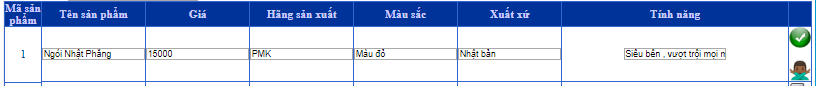 Mã sản phẩm Tên sản phẩm Giá Hãng sản xuất Màu sắc Xuất xứ Tính năng
1 Ngói Nhật Phẳng 15000 PMK Màu đỏ Nhật bản Siêu bền , vượt trội mọi n